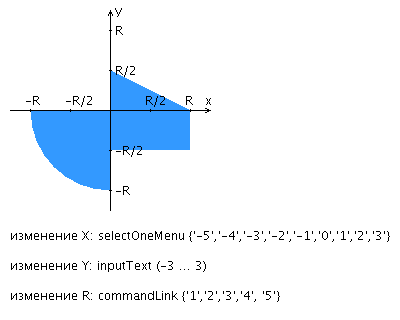 y
R
R/2
-R
-R/2
R/2
R
x
-R/2
-R
изменение X: selectOneMenu {'-5','-4','-3','-2','-1','0','1','2','3'}
изменение Y: inputText (-3 ... 3)
изменение R: commandLink {'1','2','3','4', '5'}